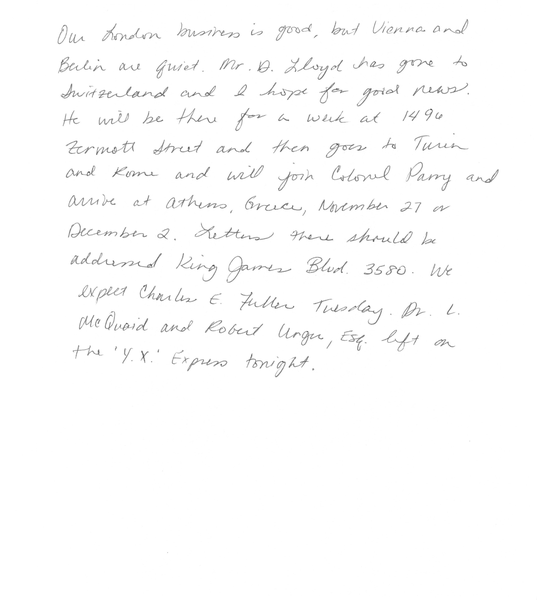 Our London business is good, but Vienna and
Berlin are quiet. Mr. D. Lloyd has gone to
Switzerland and I hope for good news.
He will be there for a week at 1496
Zermott Street and then goes to Turin
and Rome and will join Colonel Parry and
arrive at Athens, Greece, November 27 or
December 2. Letters there should be
addressed King James Blvd. 3580. We
expect Charles E. Fuller Tuesday. Dr. L.
McQuaid and Robert Unger, Esq. left on
the 'Y.X.' Express tonight.